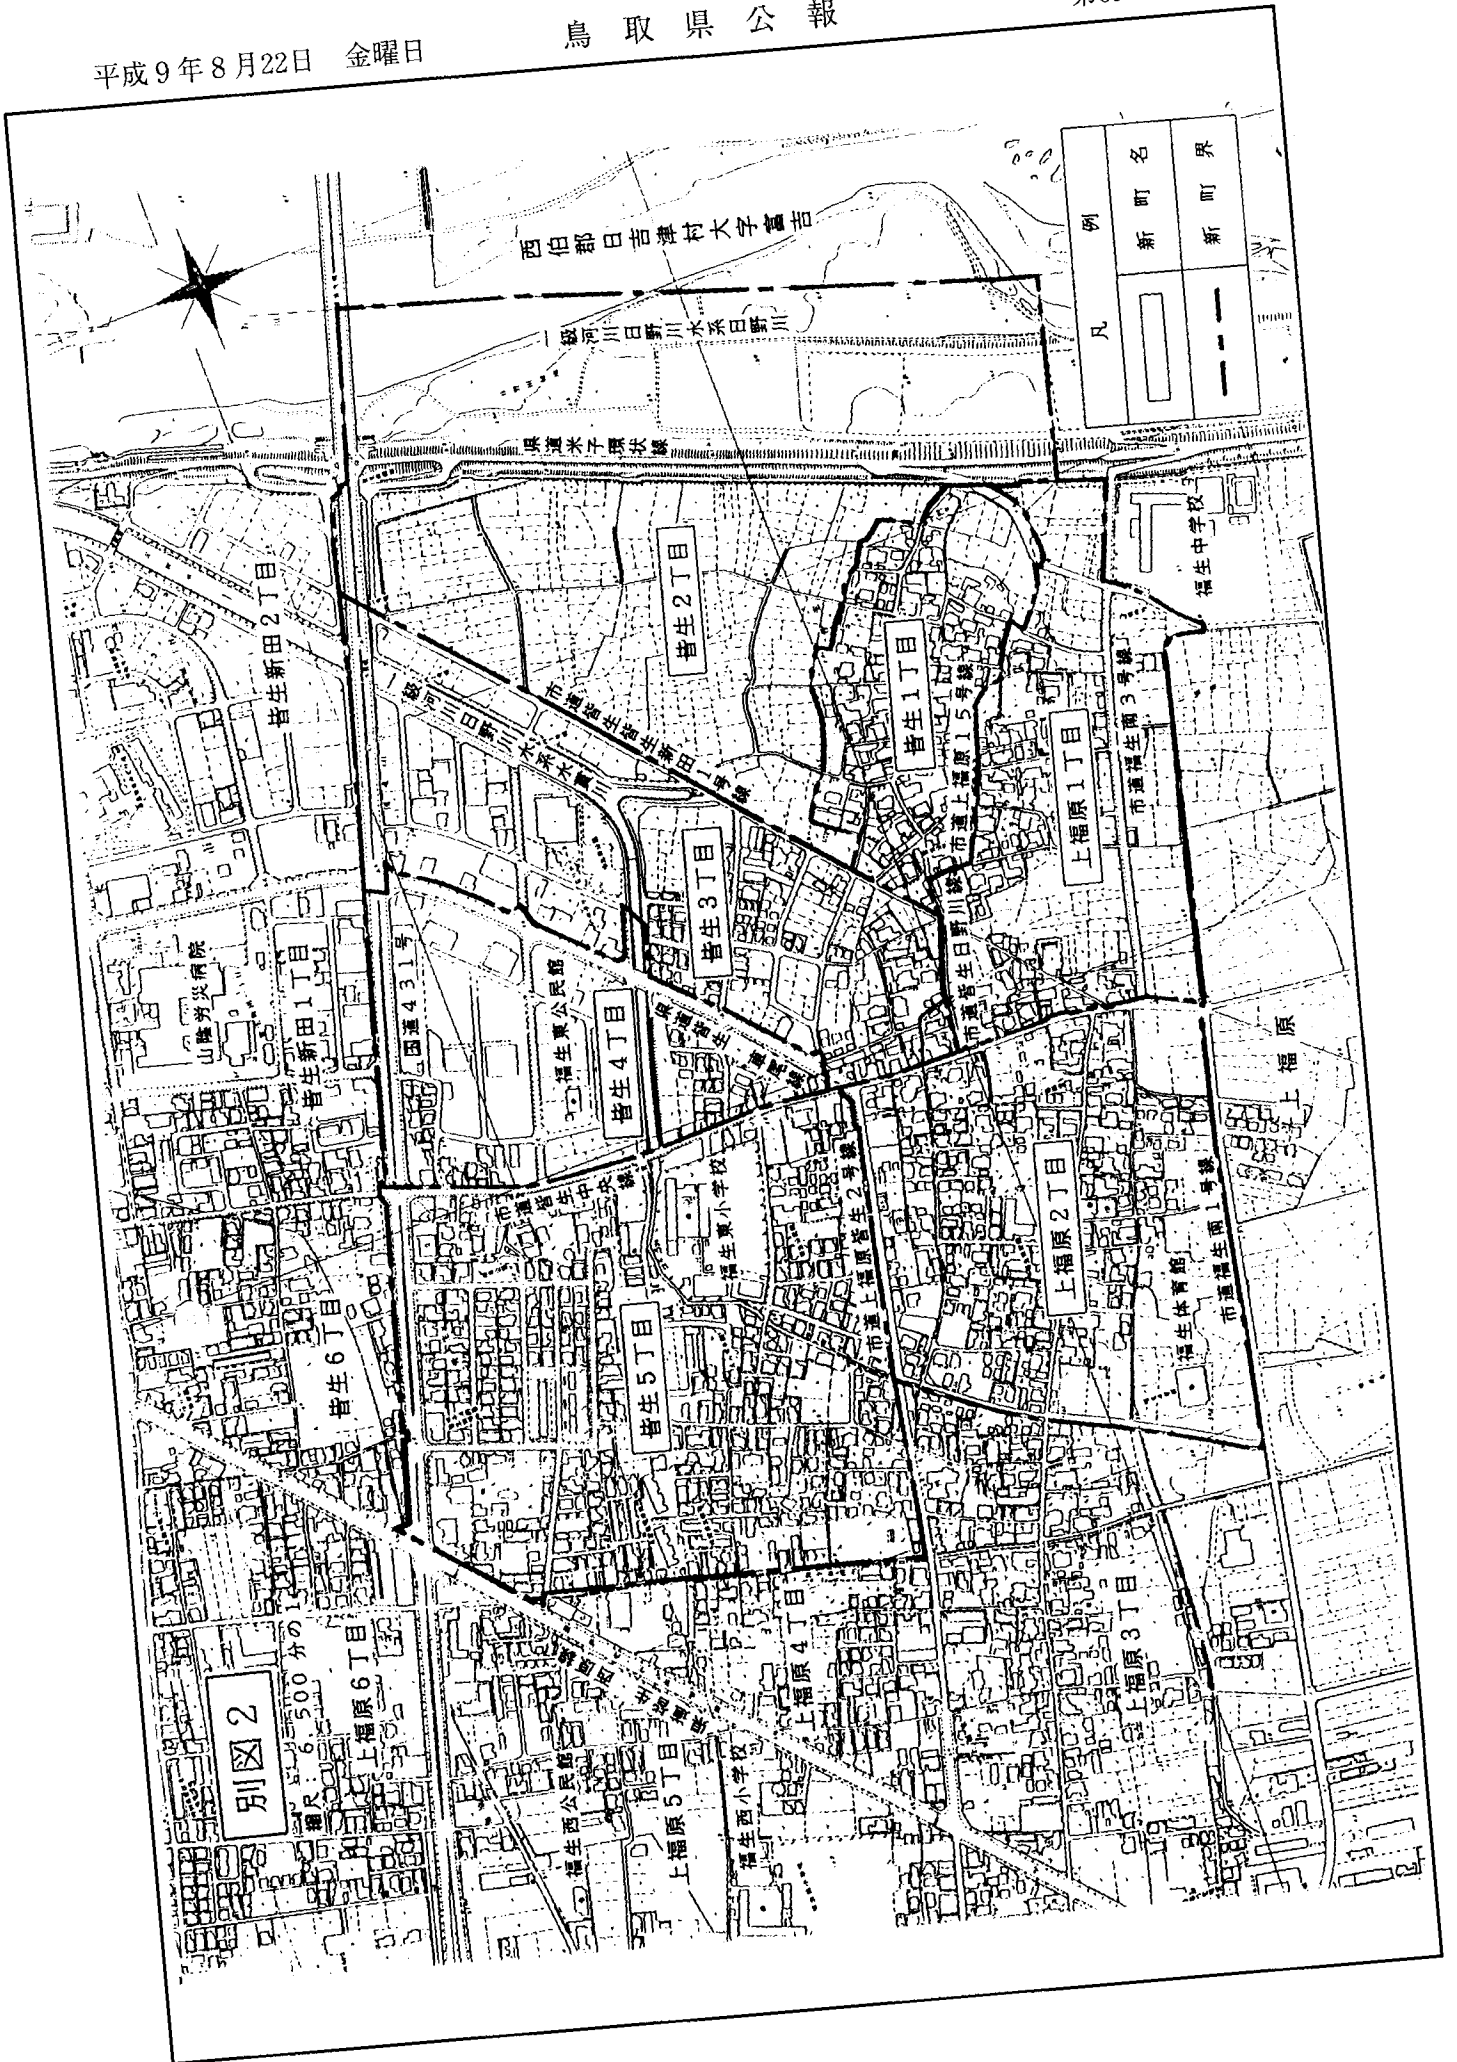 平成9年8月22日 金曜日
鳥取県公報
別図2
縮尺:6,500分の1
凡例
新町名
新町界
西伯郡日吉津村大字富吉
一級河川日野川水系日野川
県道米子環状線
皆生新田2丁目
皆生2丁目
福生中学校
一級河川日野川水系水貫川
市道皆生皆生新田1号線
皆生1丁目
市道上福原15号線
上福原1丁目
市道福生南3号線
皆生3丁目
山陰労災病院
皆生新田1丁目
国道431号
福生東公民館
皆生4丁目
市道皆生日野川線
上福原
皆生6丁目
市道皆生中央線
福生東小学校
市道上福原皆生2号線
上福原2丁目
福生体育館
市道福生南1号線
皆生5丁目
上福原6丁目
福生西公民館
上福原5丁目
福生西小学校
上福原4丁目
上福原3丁目